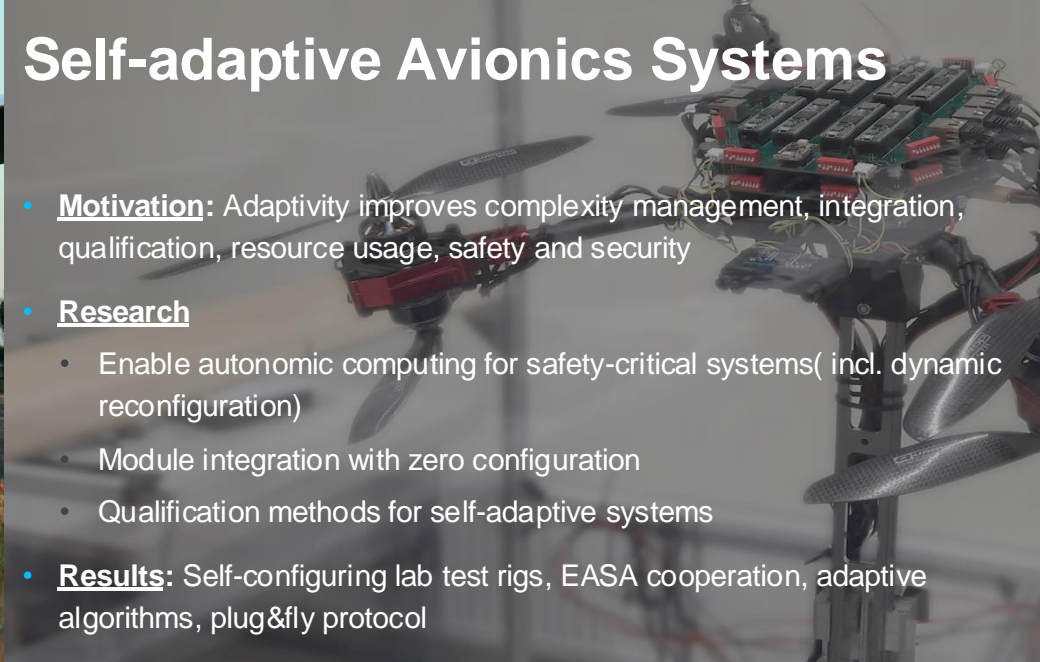 Self-adaptive Avionics Systems
• Motivation: Adaptivity improves complexity management, integration,
qualification, resource usage, safety and security
• Research
• Enable autonomic computing for safety-critical systems( incl. dynamic
reconfiguration)
• Module integration with zero configuration
• Qualification methods for self-adaptive systems
• Results: Self-configuring lab test rigs, EASA cooperation, adaptive
algorithms, plug&fly protocol